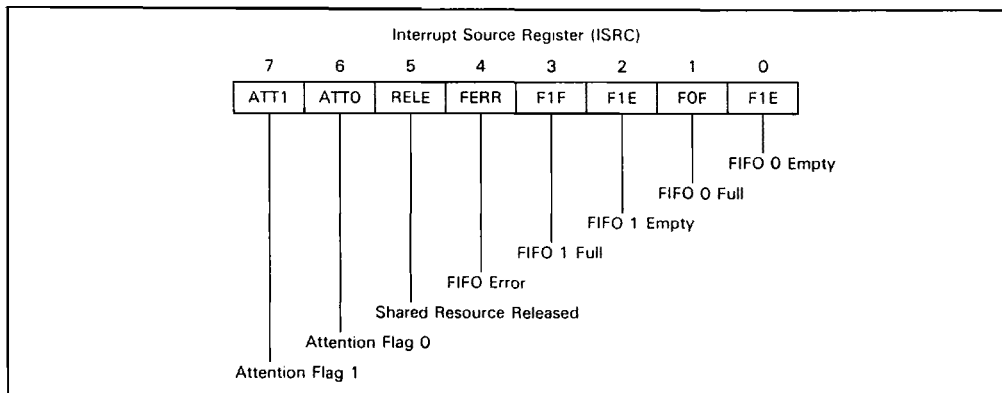 Interrupt Source Register (ISRC)
7 6 5 4 3 2 1 0
ATT1 ATT0 RELE FERR F1F F1E F0F F1E
FIFO 0 Empty
FIFO 0 Full
FIFO 1 Empty
FIFO 1 Full
FIFO Error
Shared Resource Released
Attention Flag 0
Attention Flag 1